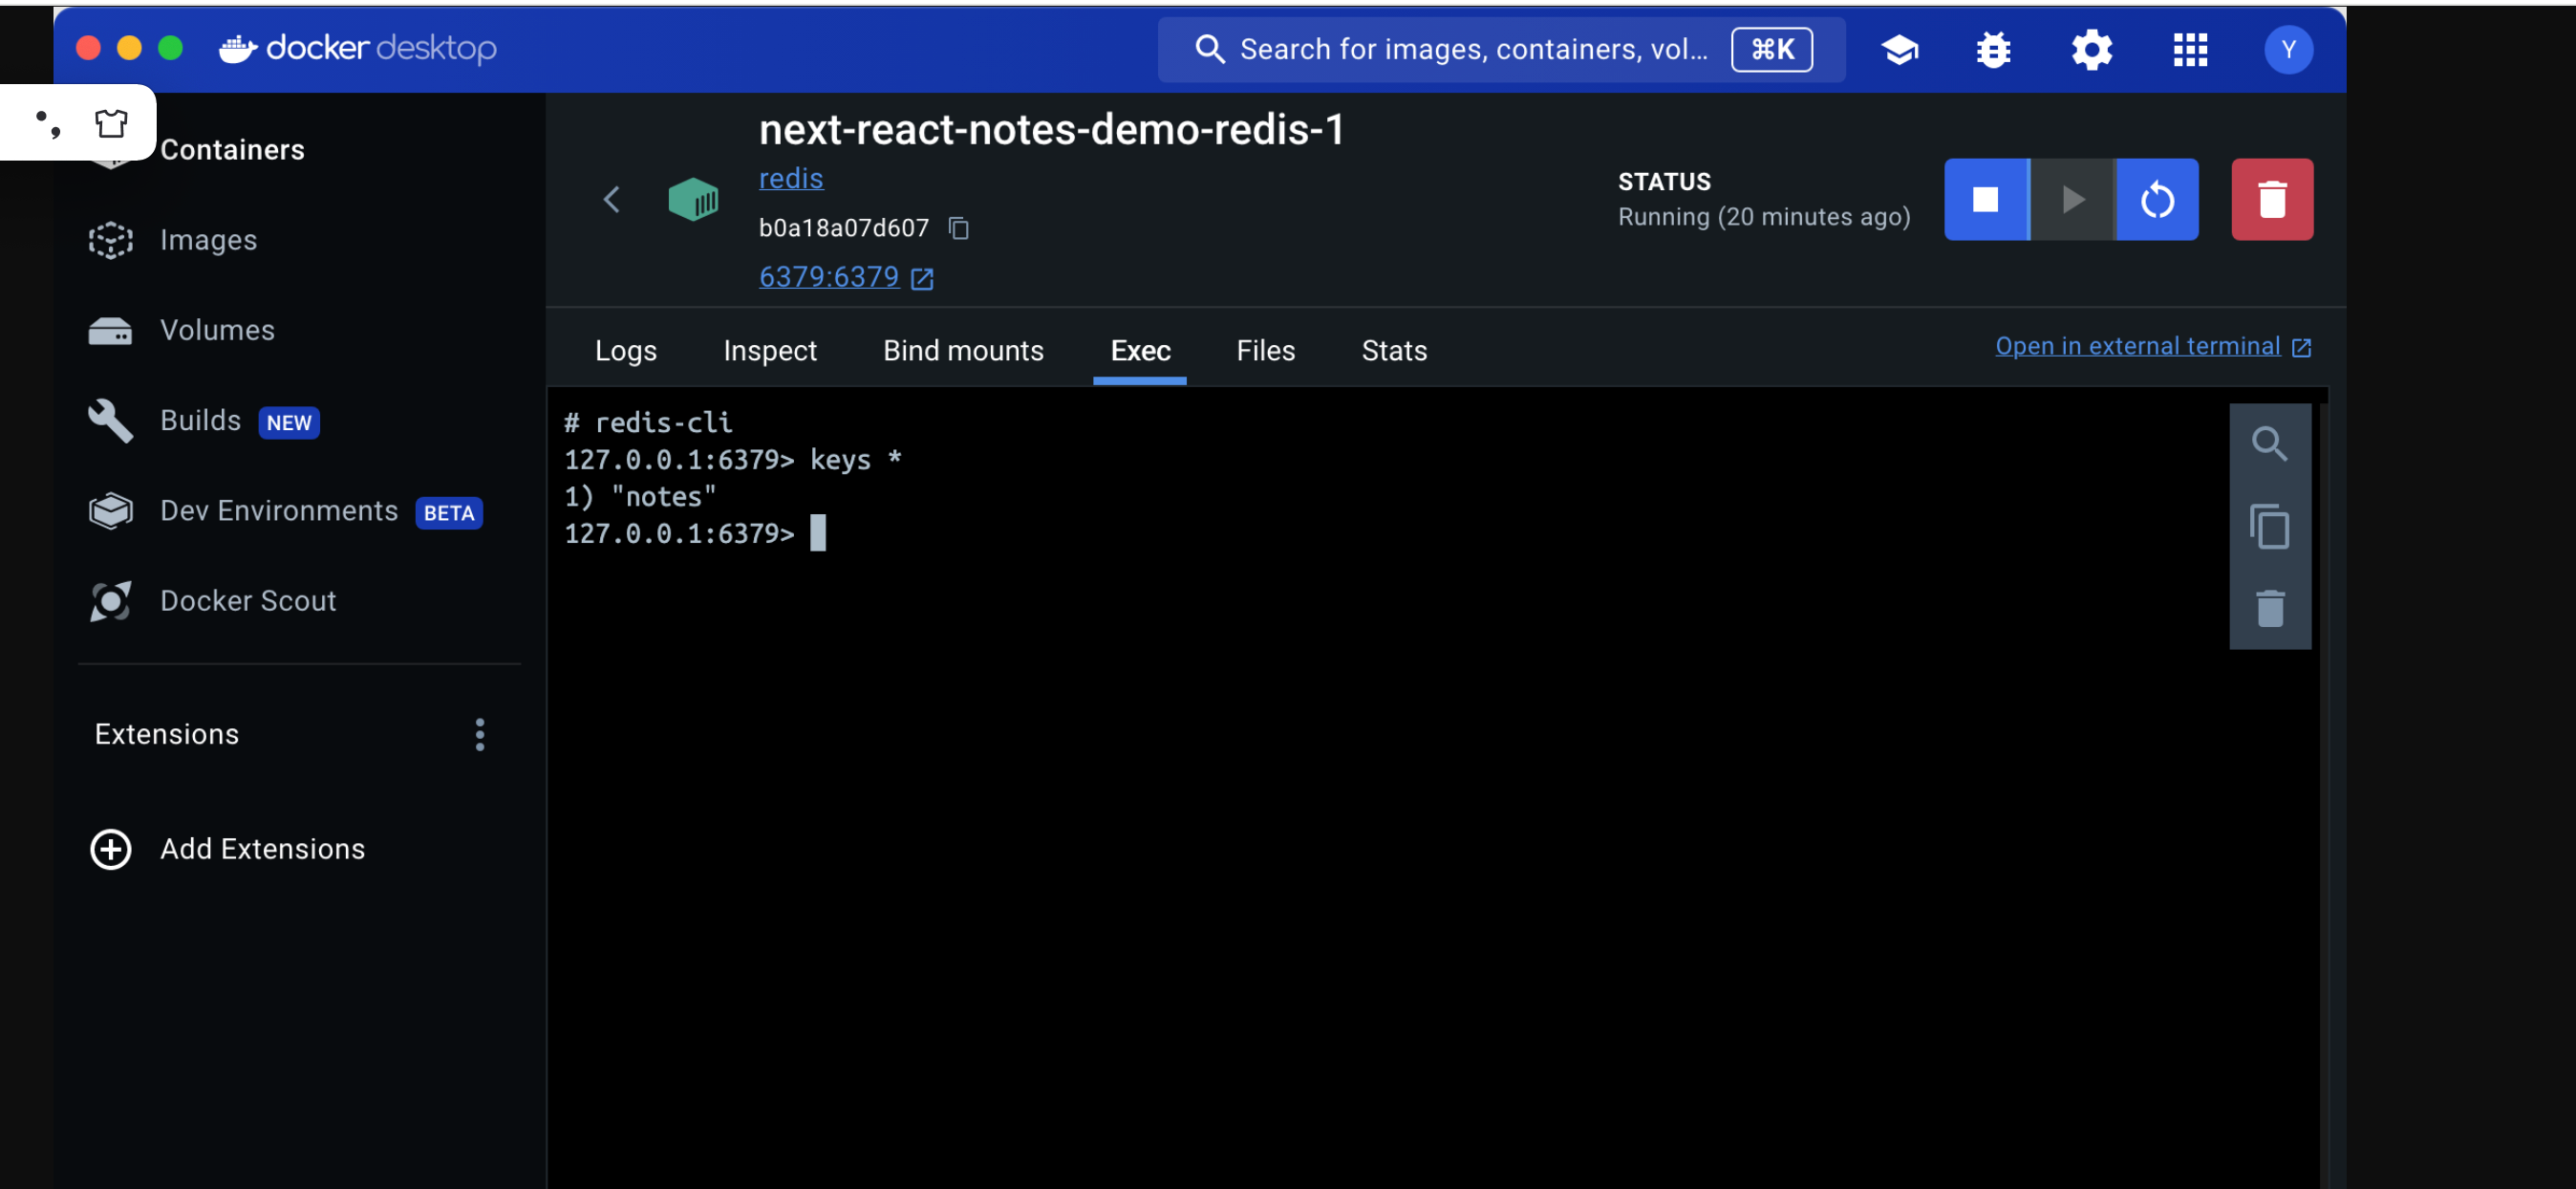 docker desktop
Search for images, containers, vol...
⌘K
Y
Containers
Images
Volumes
Builds NEW
Dev Environments BETA
Docker Scout
Extensions
Add Extensions
next-react-notes-demo-redis-1
redis
b0a18a07d607
6379:6379
STATUS
Running (20 minutes ago)
Logs Inspect Bind mounts Exec Files Stats
Open in external terminal
# redis-cli
127.0.0.1:6379> keys *
1) "notes"
127.0.0.1:6379>